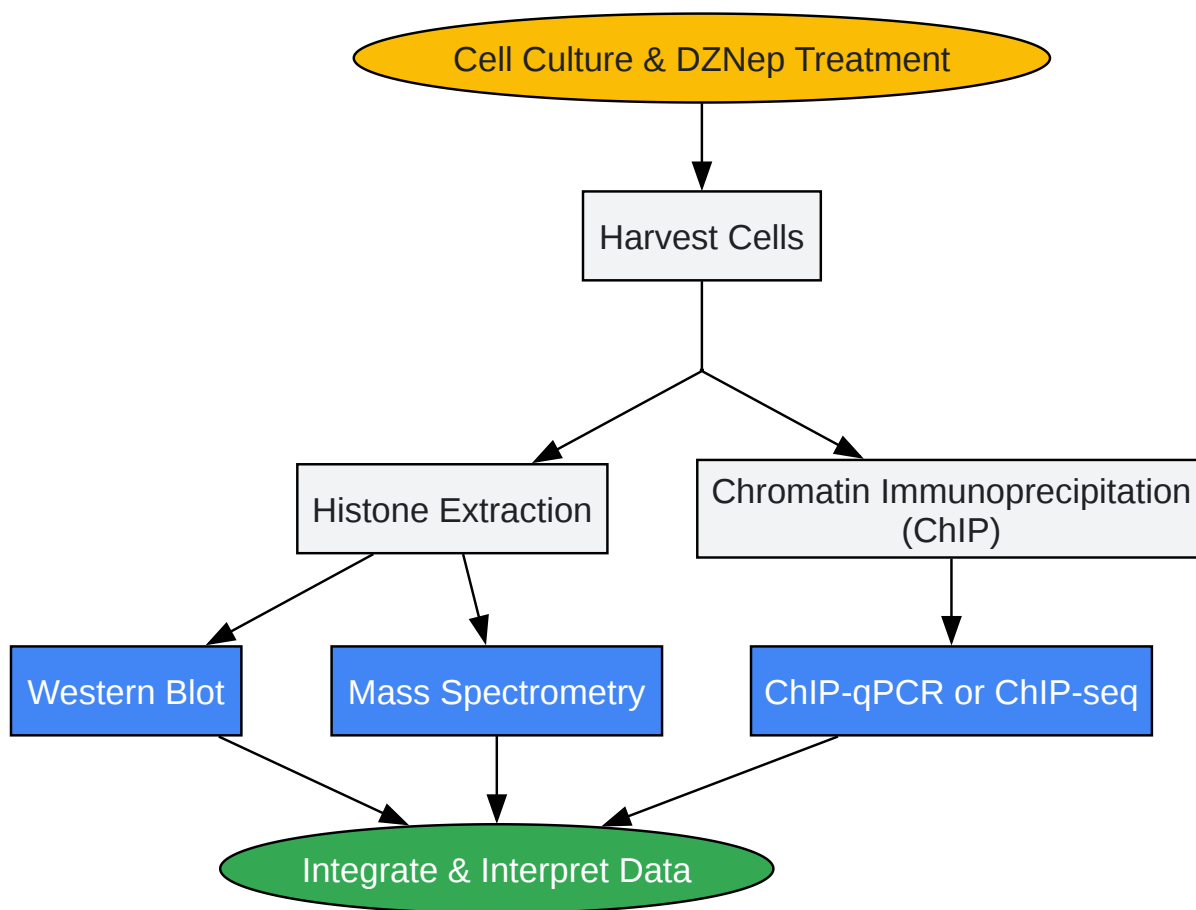 Cell Culture & DZNep Treatment
Harvest Cells
Histone Extraction
Chromatin Immunoprecipitation
(ChIP)
Western Blot
Mass Spectrometry
ChIP-qPCR or ChIP-seq
Integrate & Interpret Data